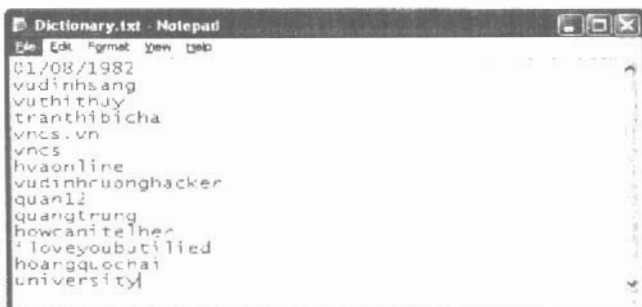 Dictionary.txt - Notepad
File Edit Format View Help
01/08/1982
vudinhsang
vuthithuy
tranthibicha
vncs.vn
vncs
hvaonline
vudinhcuonghacker
quan12
quangtrung
howcanitelher
iloveyoubutilied
hoangquochai
university